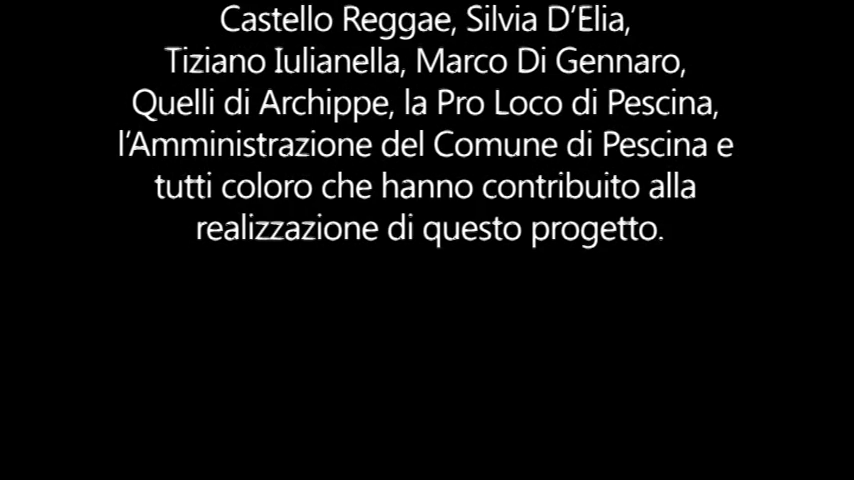 Castello Reggae, Silvia D’Elia,
Tiziano Iulianella, Marco Di Gennaro,
Quelli di Archippe, la Pro Loco di Pescina,
l’Amministrazione del Comune di Pescina e
tutti coloro che hanno contribuito alla
realizzazione di questo progetto.